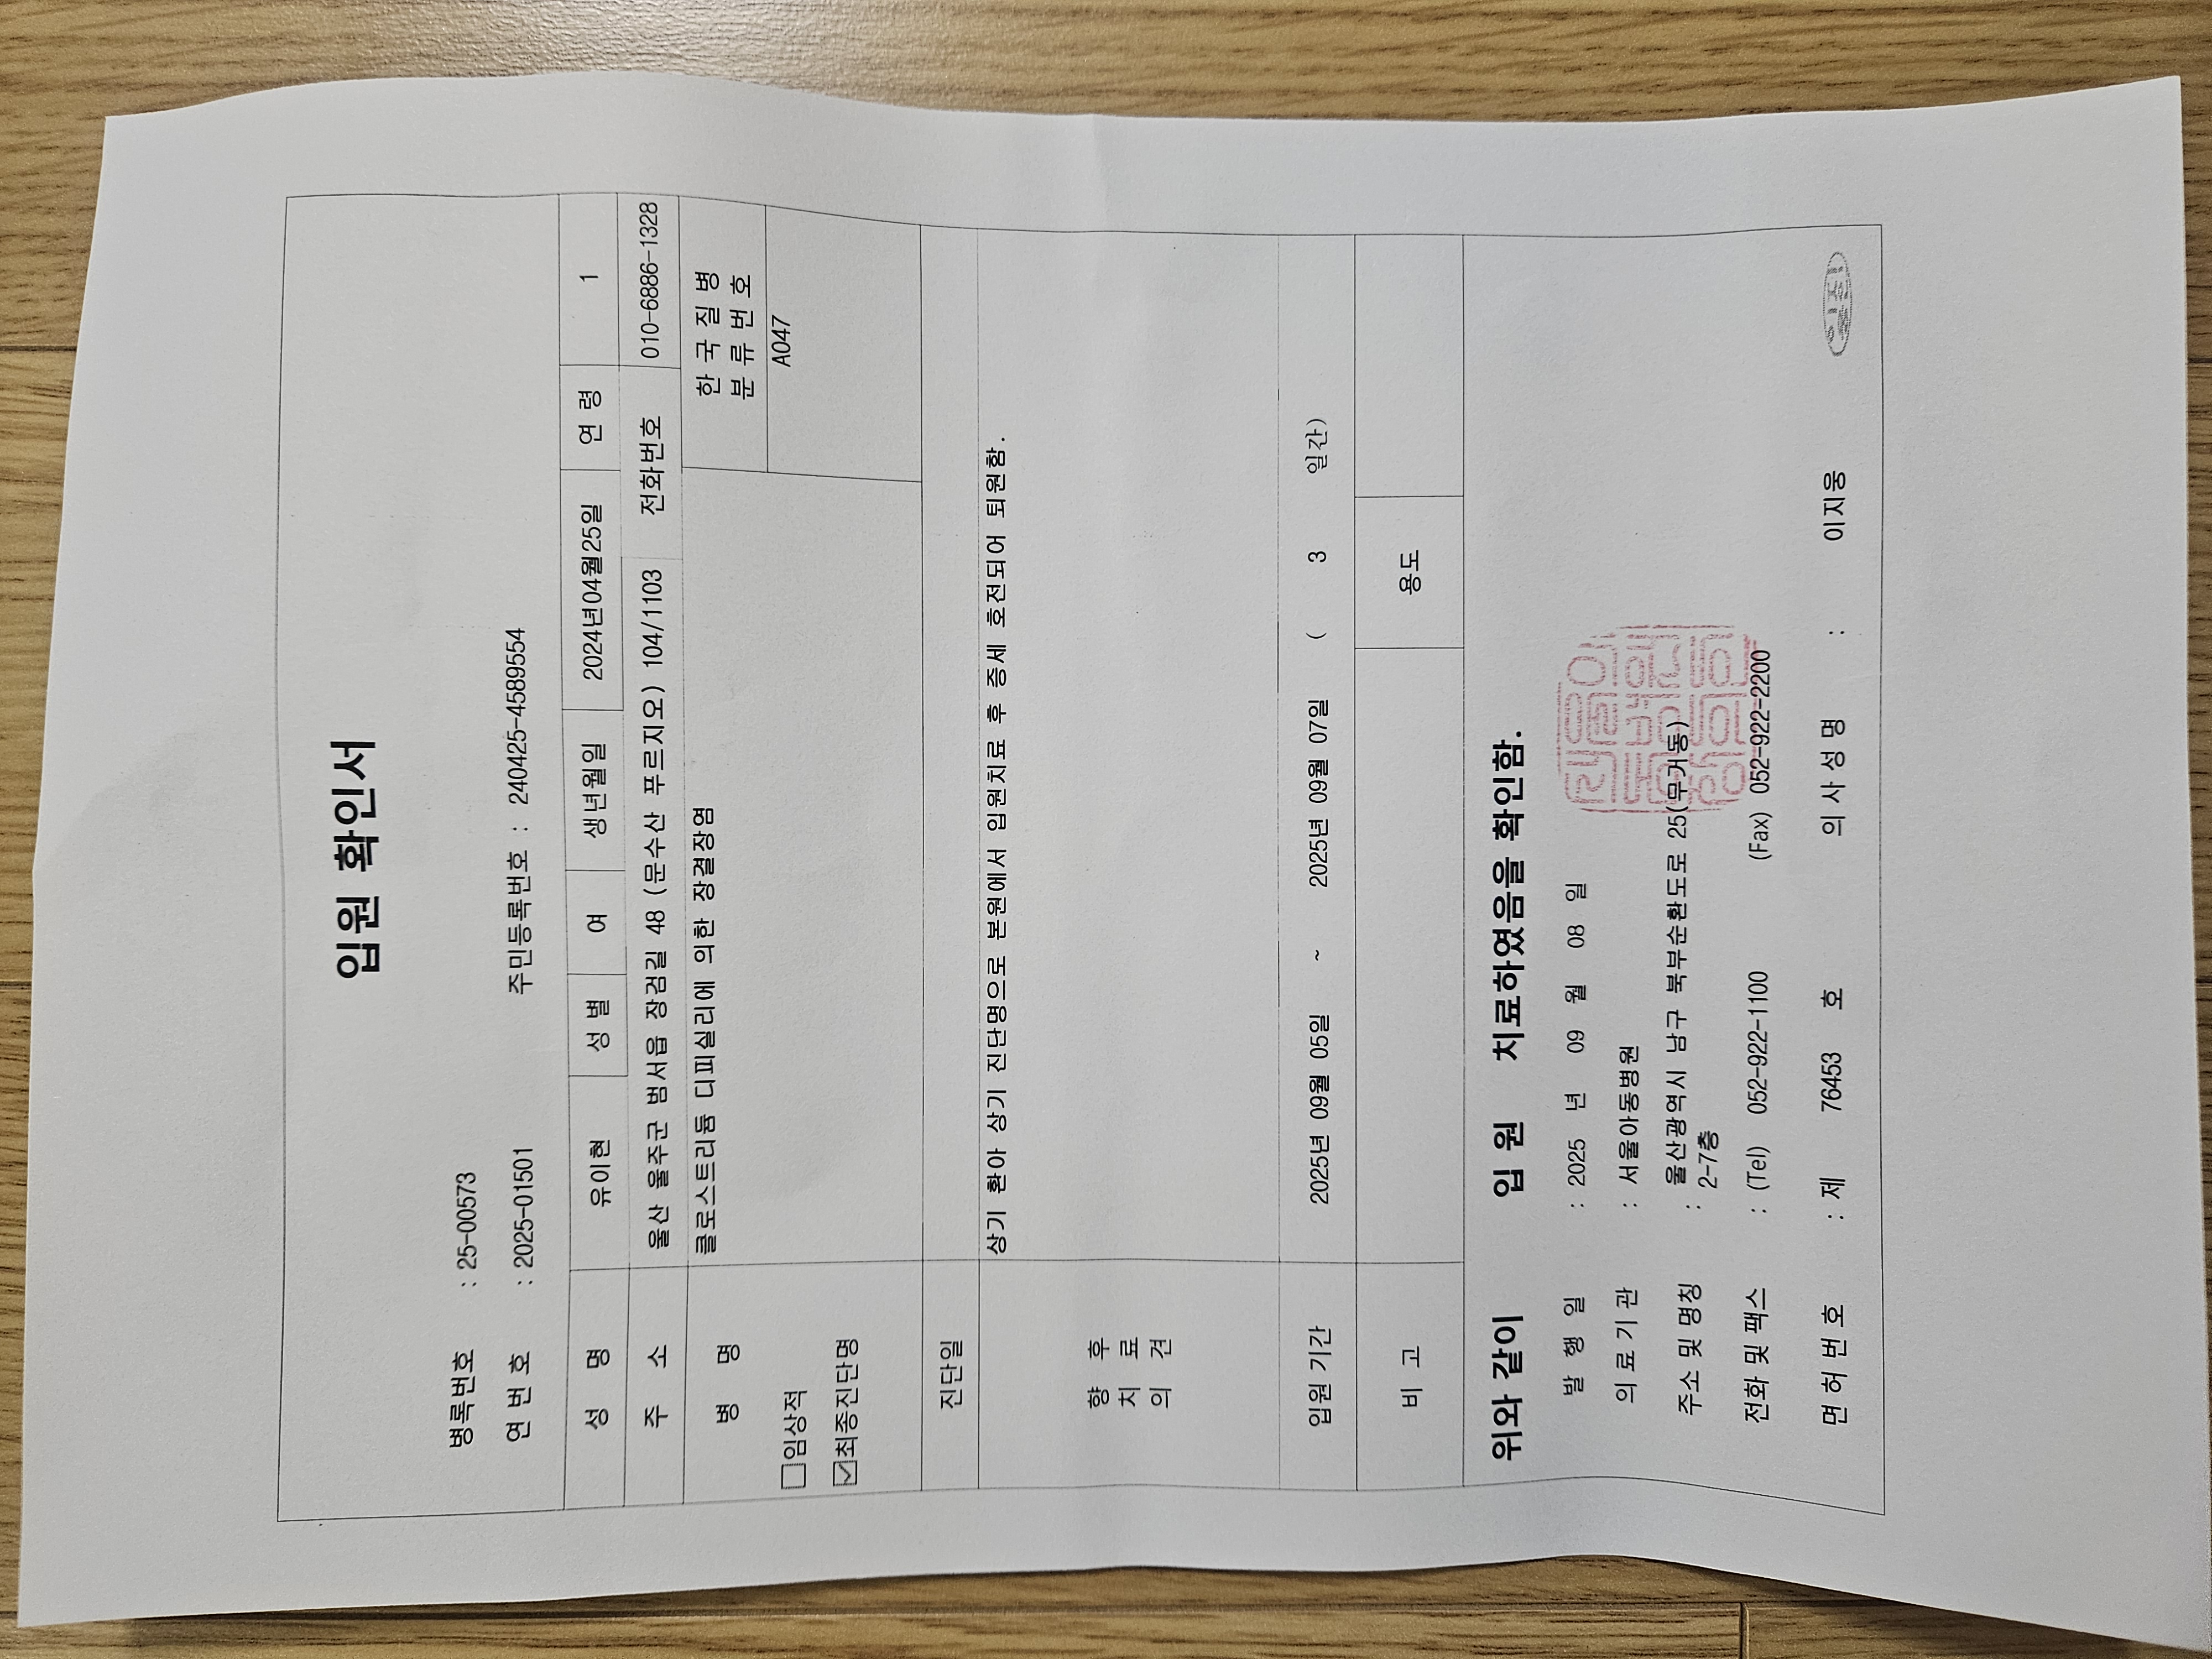 입원 확인서
병록번호 : 25-00573
연 번 호 : 2025-01501 주민등록번호 : 240425-4589554
성 명 유이현 성 별 여 생년월일 2024년04월25일 연 령 1
주 소 울산 울주군 범서읍 장검길 48 (문수산 푸르지오) 104/1103 전화번호 010-6886-1328
병 명 클로스트리듐 디피실리에 의한 장결장염 한 국 질 병
분 류 번 호
□임상적 A047
☑최종진단명
진단일
향 후
치 료
의 견
상기 환아 상기 진단명으로 본원에서 입원치료 후 증세 호전되어 퇴원함.
입원 기간 2025년 09월 05일 ~ 2025년 09월 07일 ( 3 일간)
비 고 용도
위와 같이 입 원 치료하였음을 확인함.
발 행 일 : 2025 년 09 월 08 일
의 료 기 관 : 서울아동병원
주소 및 명칭 : 울산광역시 남구 북부순환도로 25(무거동)
2-7층
전화 및 팩스 : (Tel) 052-922-1100 (Fax) 052-922-2200
면 허 번 호 : 제 76453 호 의 사 성 명 : 이지웅